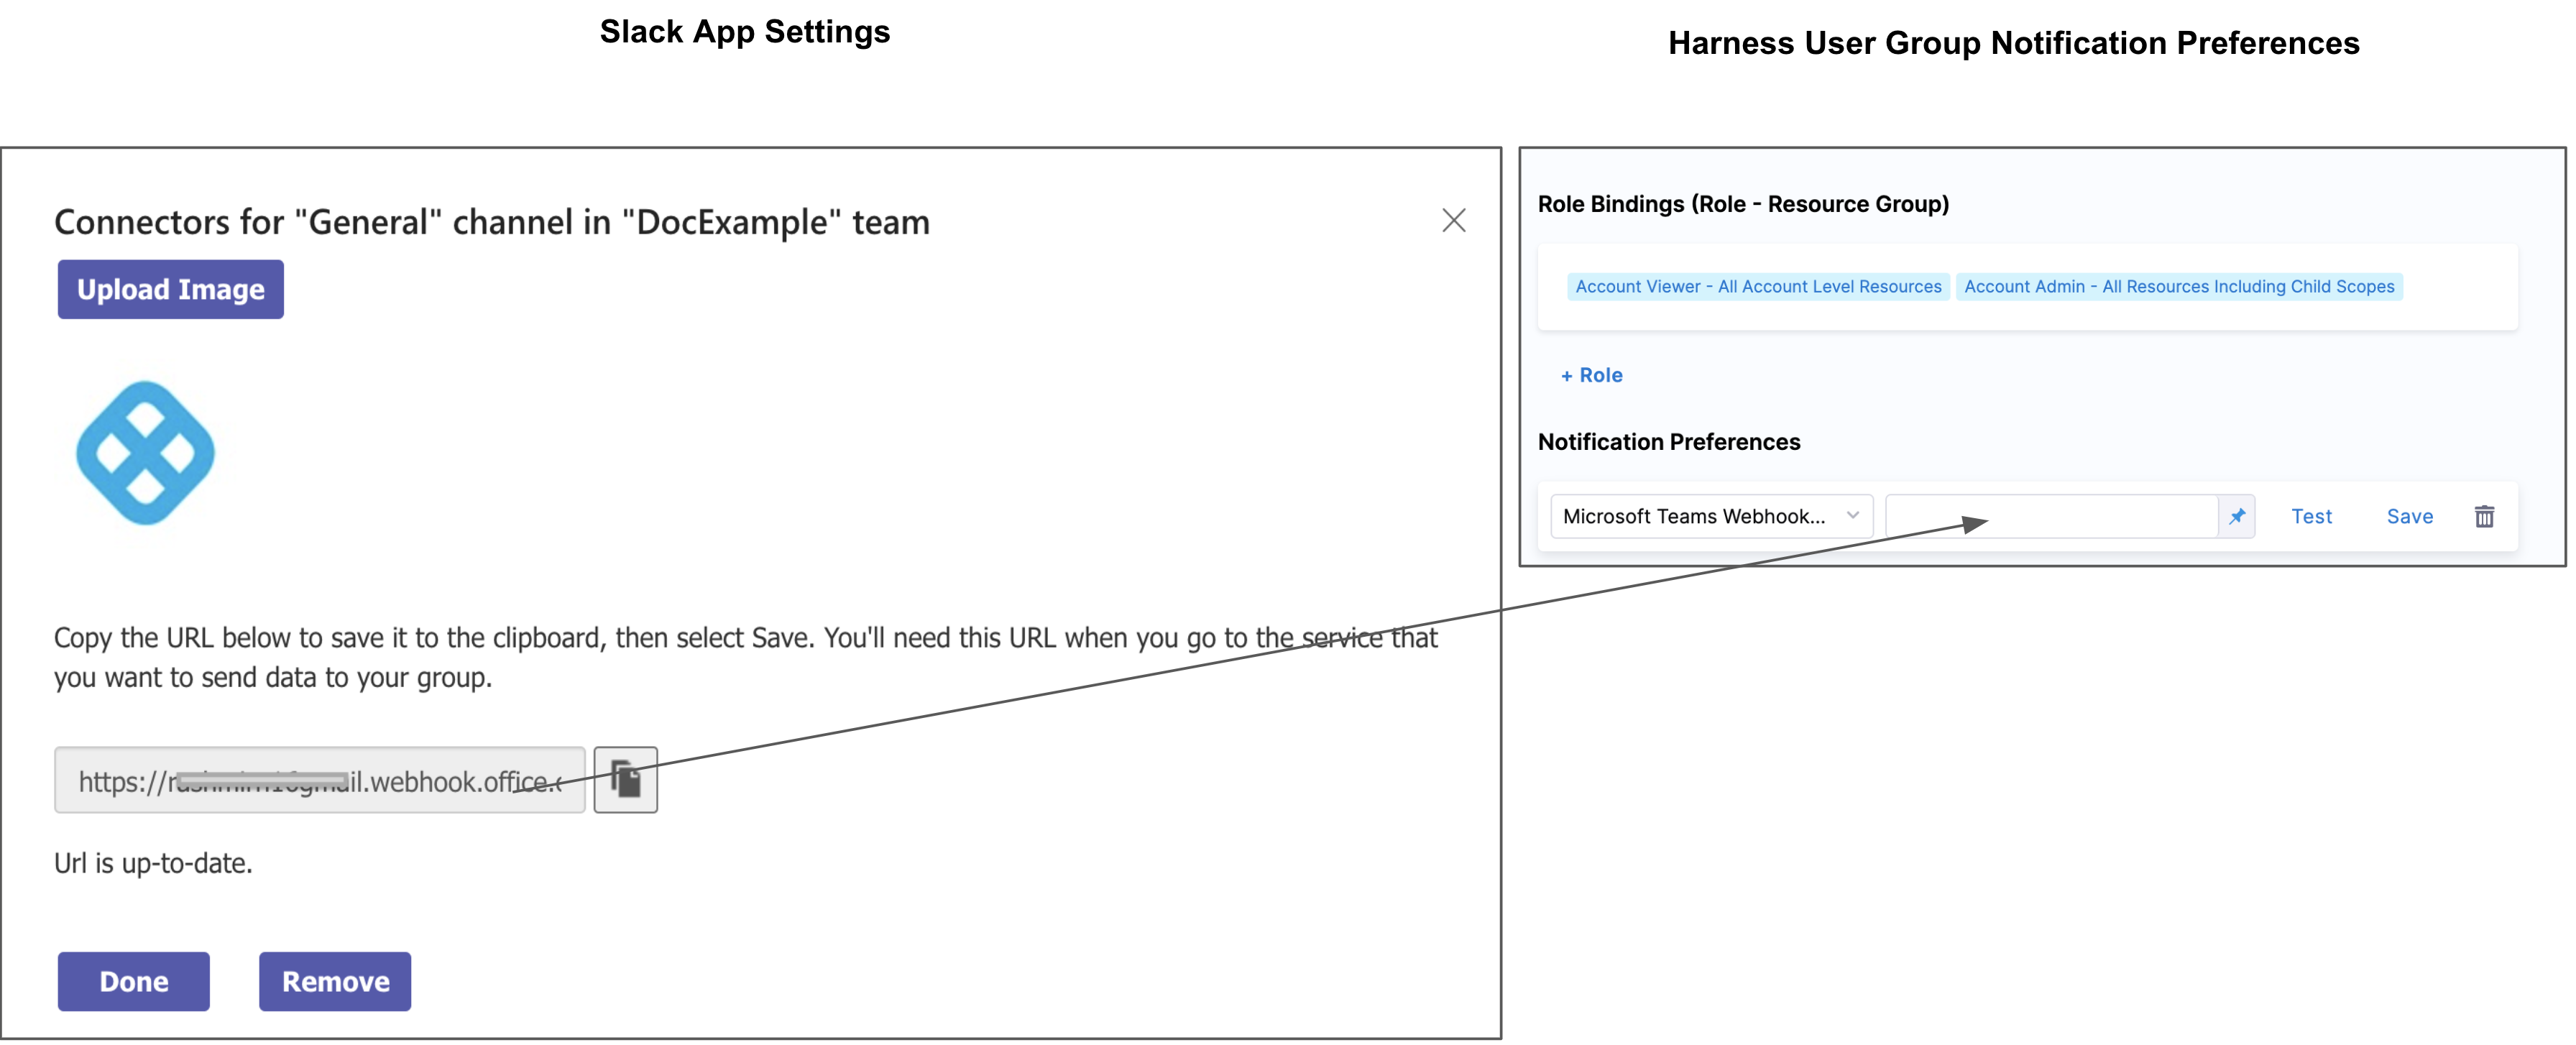 Slack App Settings
Harness User Group Notification Preferences
Connectors for "General" channel in "DocExample" team
Upload Image
Copy the URL below to save it to the clipboard, then select Save. You'll need this URL when you go to the service that
you want to send data to your group.
https:// .webhook.office.
Url is up-to-date.
Done
Remove
Role Bindings (Role - Resource Group)
Account Viewer - All Account Level Resources
Account Admin - All Resources Including Child Scopes
+ Role
Notification Preferences
Microsoft Teams Webhook...
Test
Save